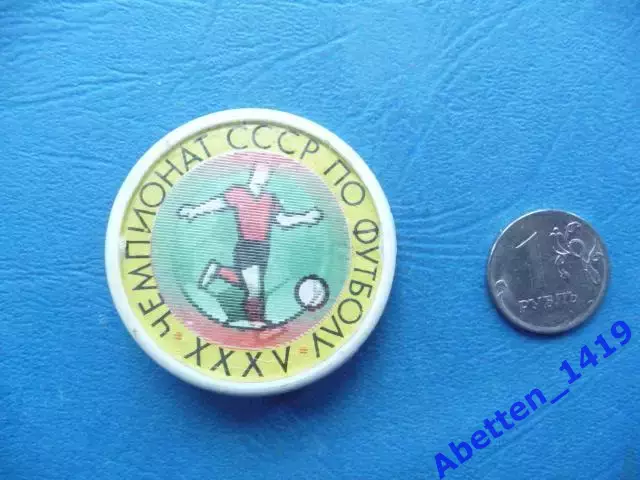 ЧЕМПИОНАТ СССР ПО ФУТБОЛУ
XXXV
1
РУБЛЬ
Abetten_1419